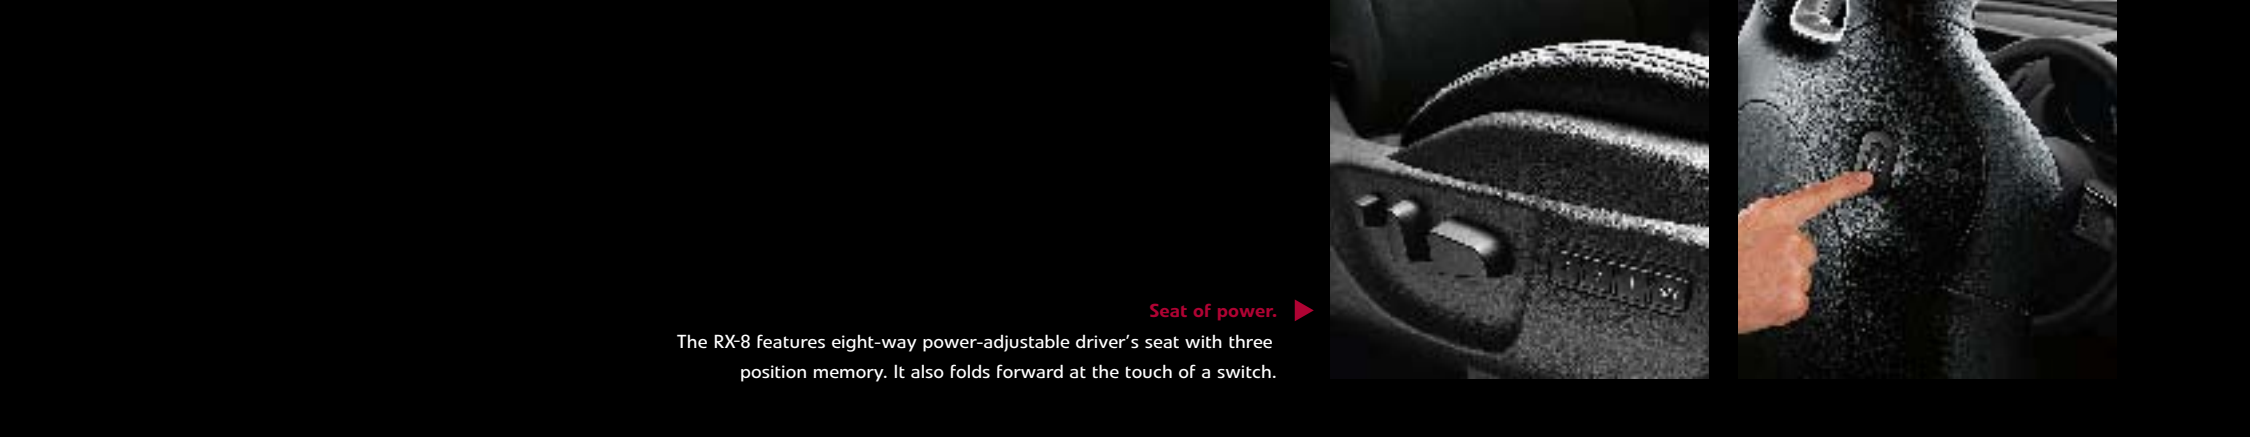 Seat of power.
The RX-8 features eight-way power-adjustable driver's seat with three
position memory. It also folds forward at the touch of a switch.